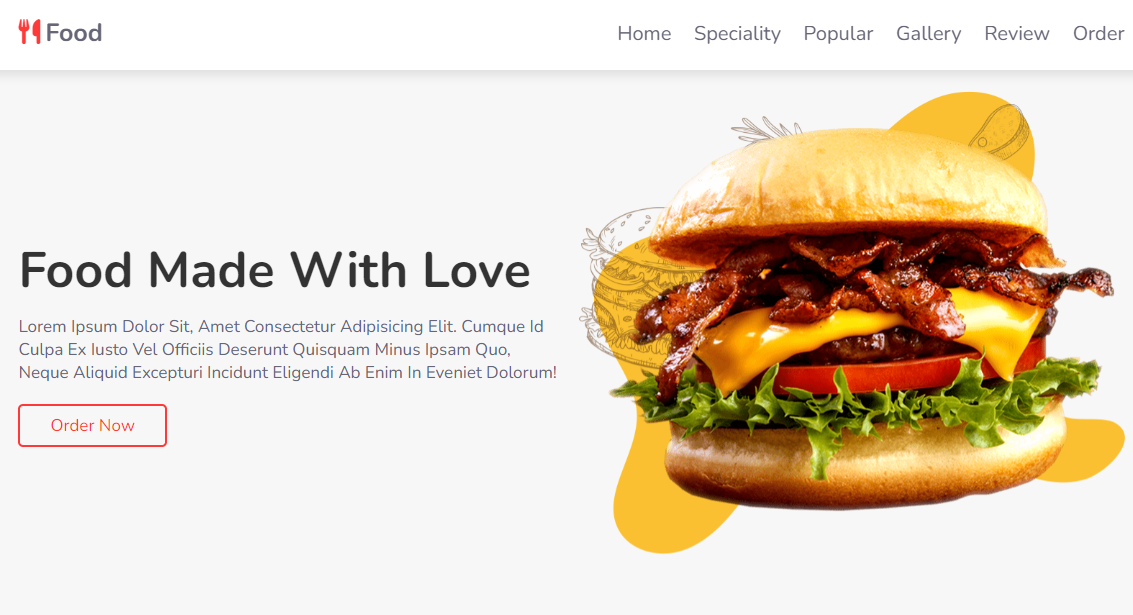 Food
Home Speciality Popular Gallery Review Order
Food Made With Love
Lorem Ipsum Dolor Sit, Amet Consectetur Adipisicing Elit. Cumque Id
Culpa Ex Iusto Vel Officiis Deserunt Quisquam Minus Ipsam Quo,
Neque Aliquid Excepturi Incidunt Eligendi Ab Enim In Eveniet Dolorum!
Order Now